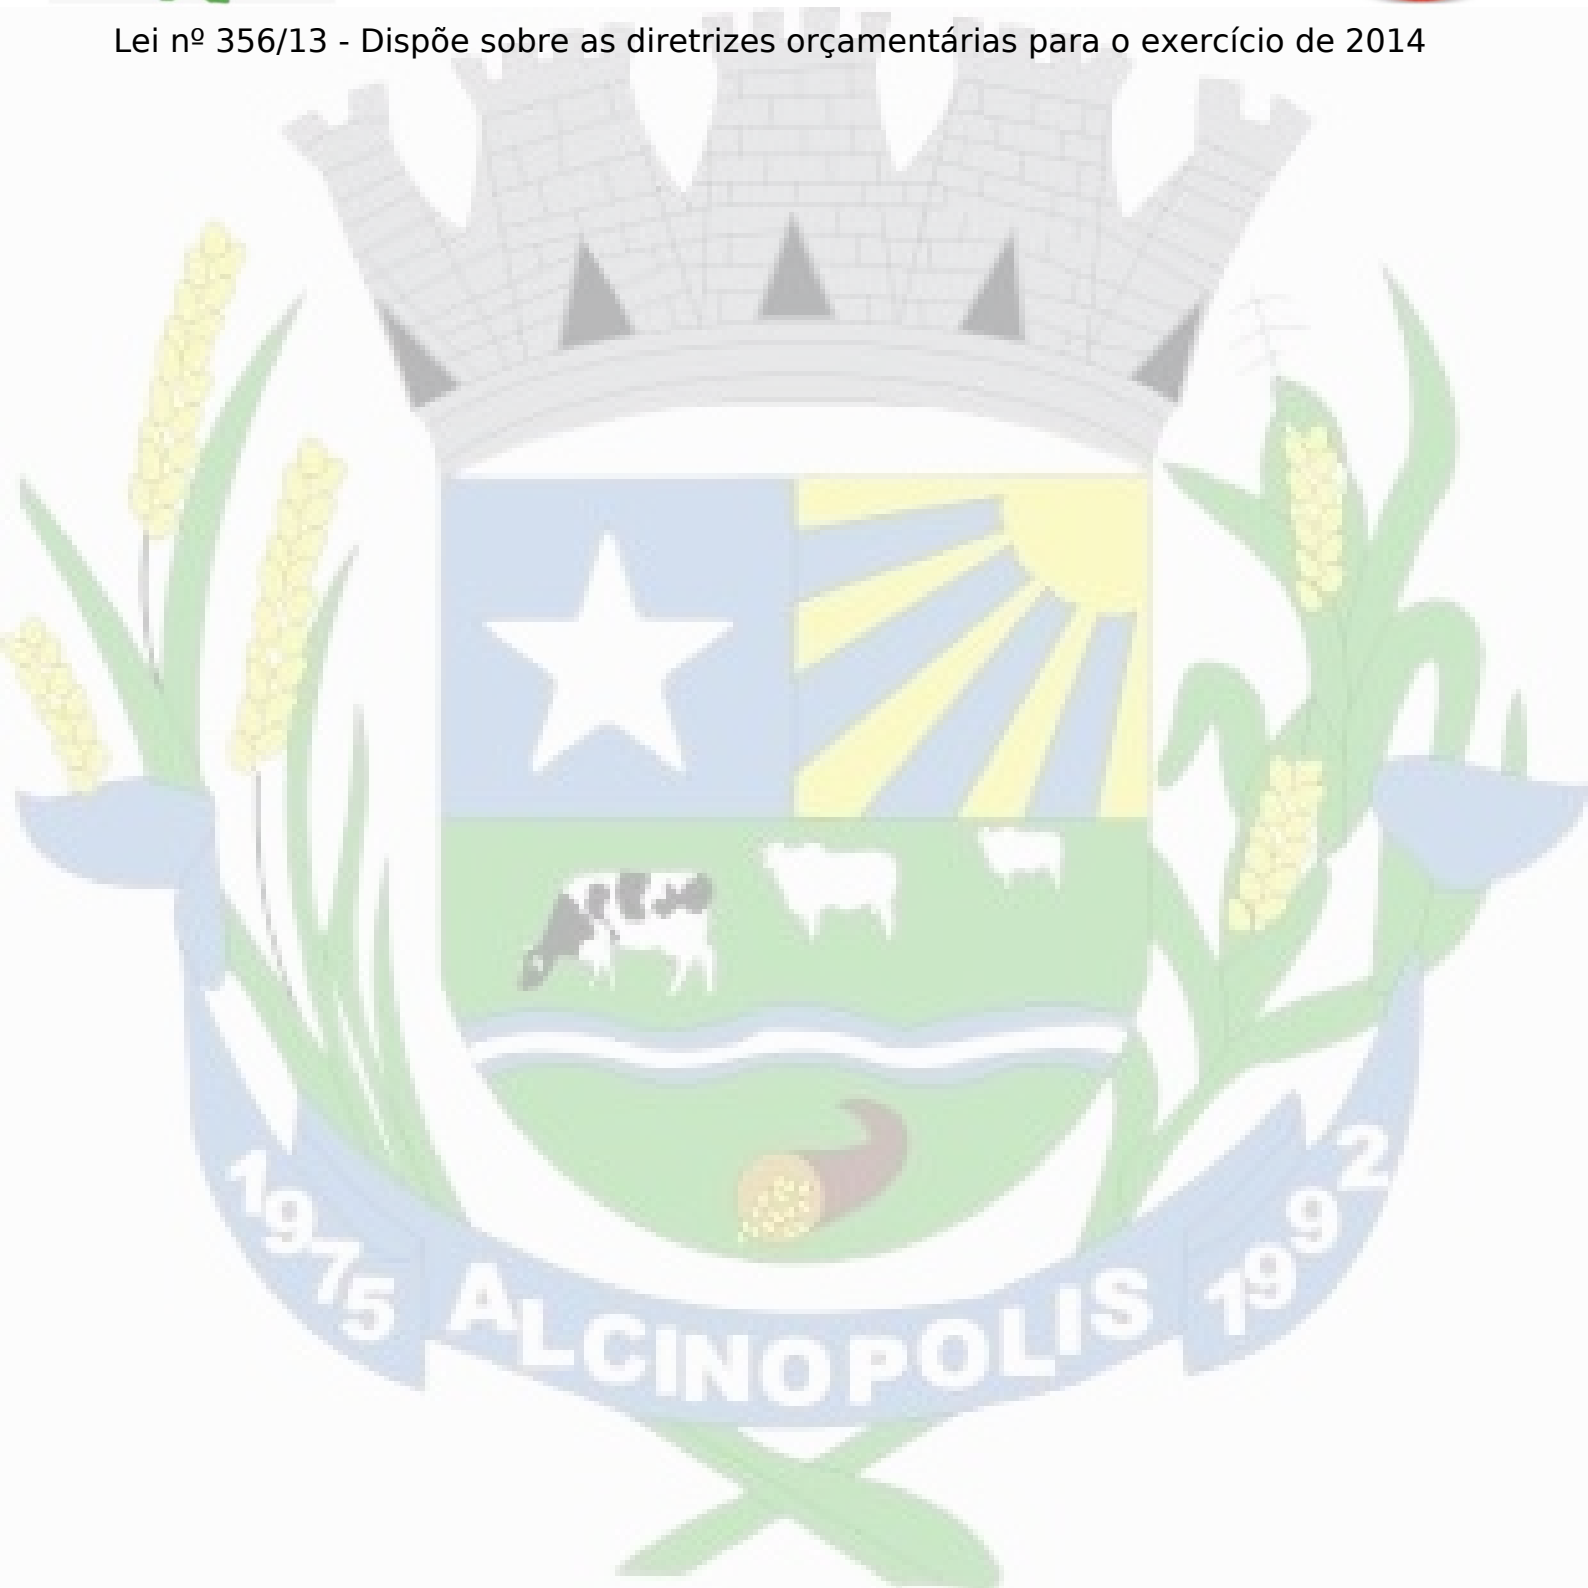 Lei nº 356/13 - Dispõe sobre as diretrizes orçamentárias para o exercício de 2014
1975 ALCINOPOLIS 1992